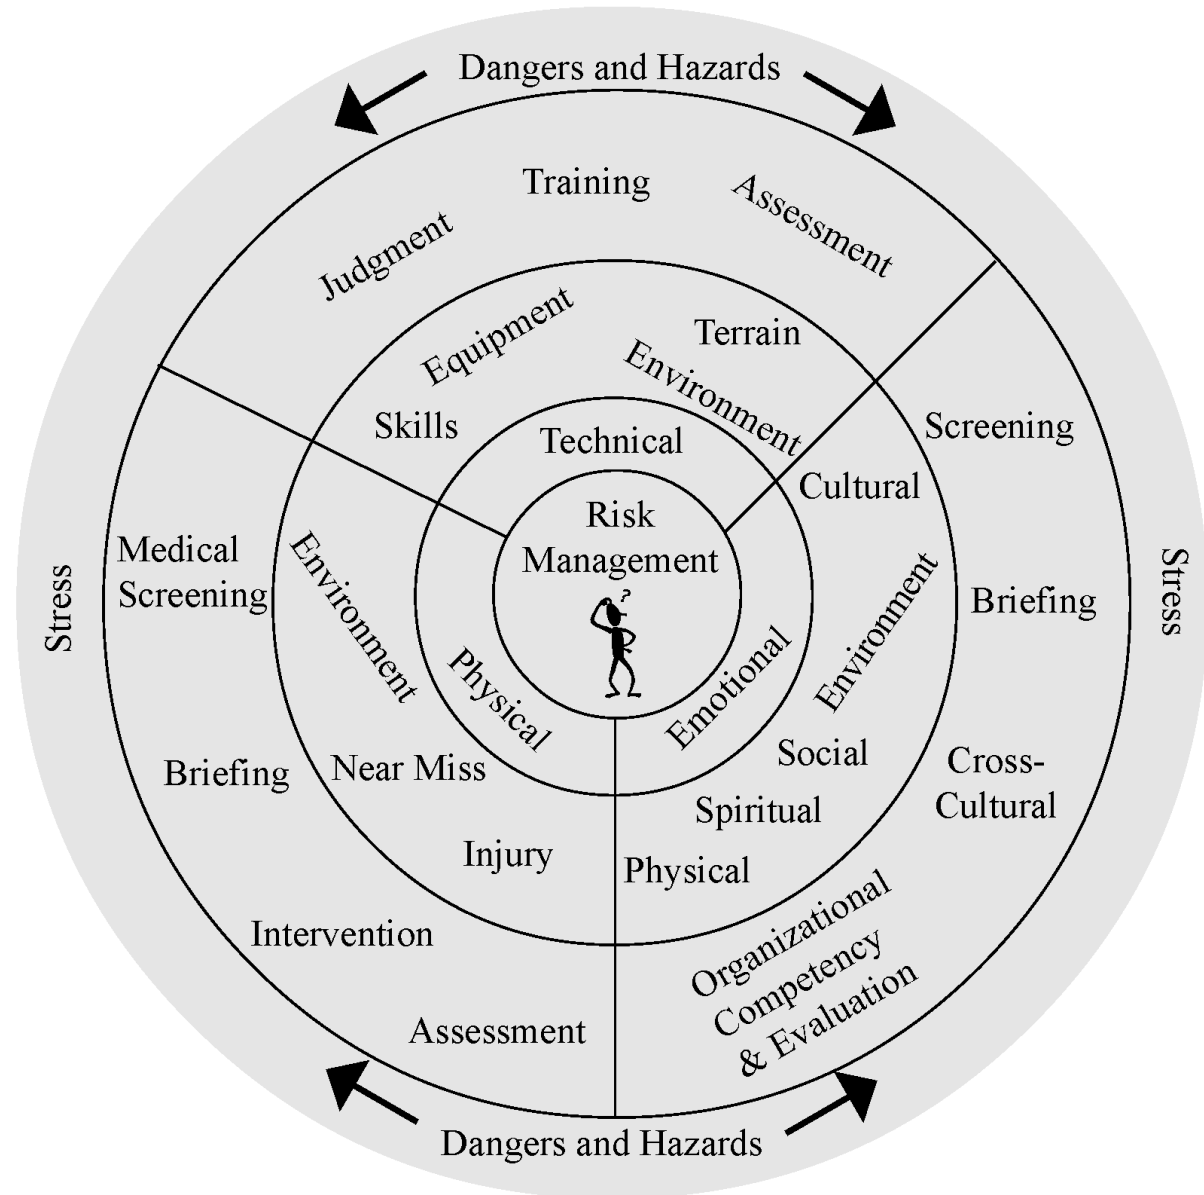 Dangers and Hazards
Training
Assessment
Judgment
Equipment
Terrain
Environment
Skills
Technical
Screening
Cultural
Risk
Management
?
Medical
Screening
Environment
Environment
Briefing
Stress
Stress
Physical
Emotional
Social
Near Miss
Briefing
Cross-
Cultural
Spiritual
Injury
Physical
Intervention
Organizational
Competency
& Evaluation
Assessment
Dangers and Hazards